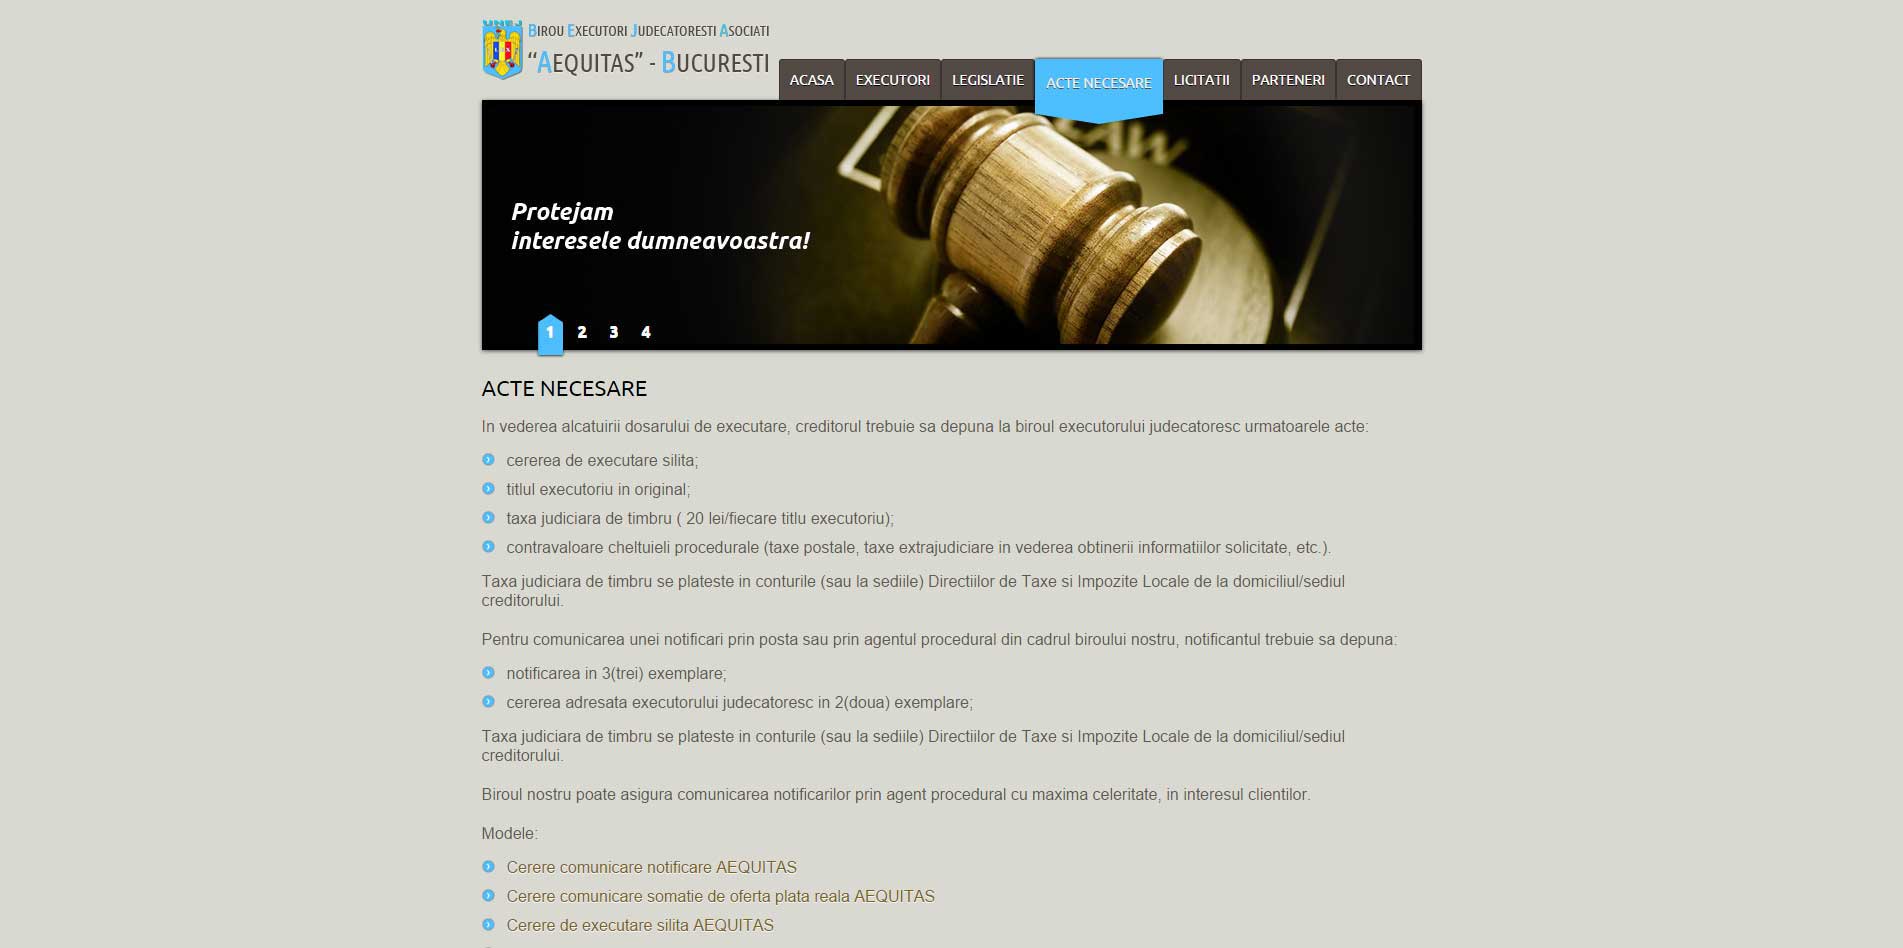 UNEJ
BIROU EXECUTORI JUDECATORESTI ASOCIATI
“AEQUITAS” - BUCURESTI
ACASA
EXECUTORI
LEGISLATIE
ACTE NECESARE
LICITATII
PARTENERI
CONTACT
LAW
Protejam
interesele dumneavoastra!
1 2 3 4
ACTE NECESARE
In vederea alcatuirii dosarului de executare, creditorul trebuie sa depuna la biroul executorului judecatoresc urmatoarele acte:
cererea de executare silita;
titlul executoriu in original;
taxa judiciara de timbru ( 20 lei/fiecare titlu executoriu);
contravaloare cheltuieli procedurale (taxe postale, taxe extrajudiciare in vederea obtinerii informatiilor solicitate, etc.).
Taxa judiciara de timbru se plateste in conturile (sau la sediile) Directiilor de Taxe si Impozite Locale de la domiciliul/sediul
creditorului.
Pentru comunicarea unei notificari prin posta sau prin agentul procedural din cadrul biroului nostru, notificantul trebuie sa depuna:
notificarea in 3(trei) exemplare;
cererea adresata executorului judecatoresc in 2(doua) exemplare;
Taxa judiciara de timbru se plateste in conturile (sau la sediile) Directiilor de Taxe si Impozite Locale de la domiciliul/sediul
creditorului.
Biroul nostru poate asigura comunicarea notificarilor prin agent procedural cu maxima celeritate, in interesul clientilor.
Modele:
Cerere comunicare notificare AEQUITAS
Cerere comunicare somatie de oferta plata reala AEQUITAS
Cerere de executare silita AEQUITAS